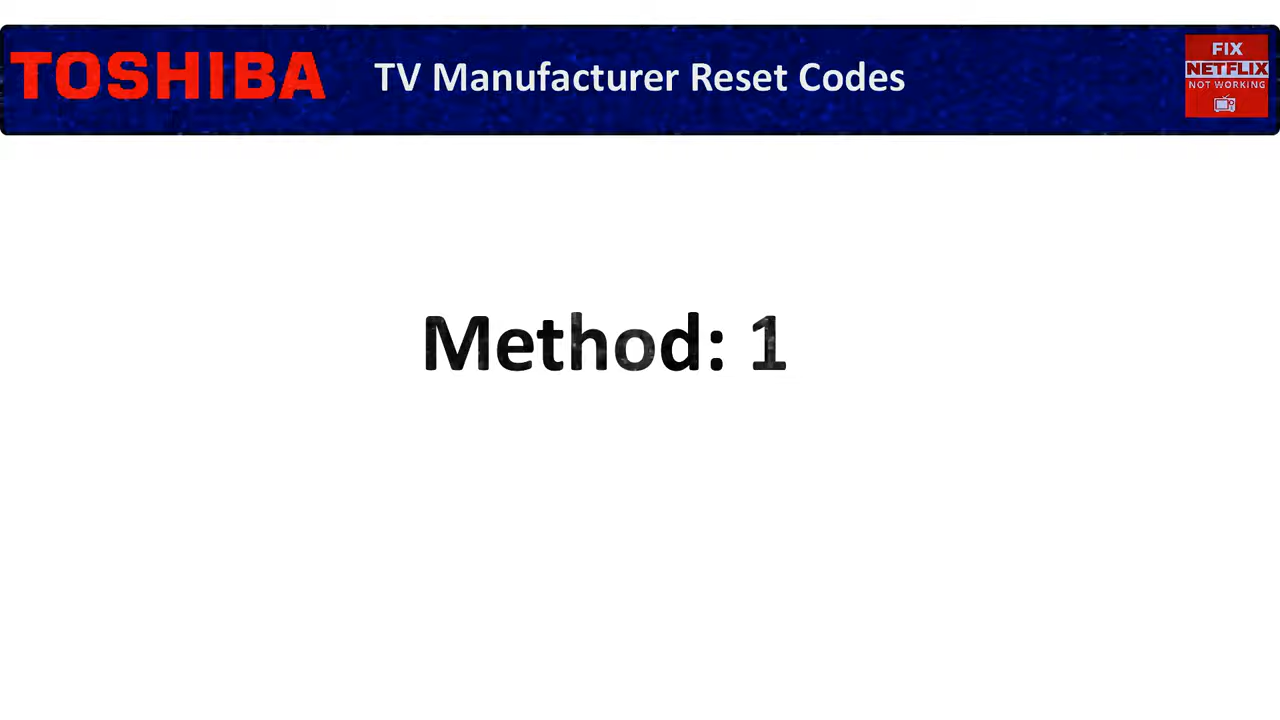 TOSHIBA
TV Manufacturer Reset Codes
FIX
NETFLIX
NOT WORKING
Method: 1